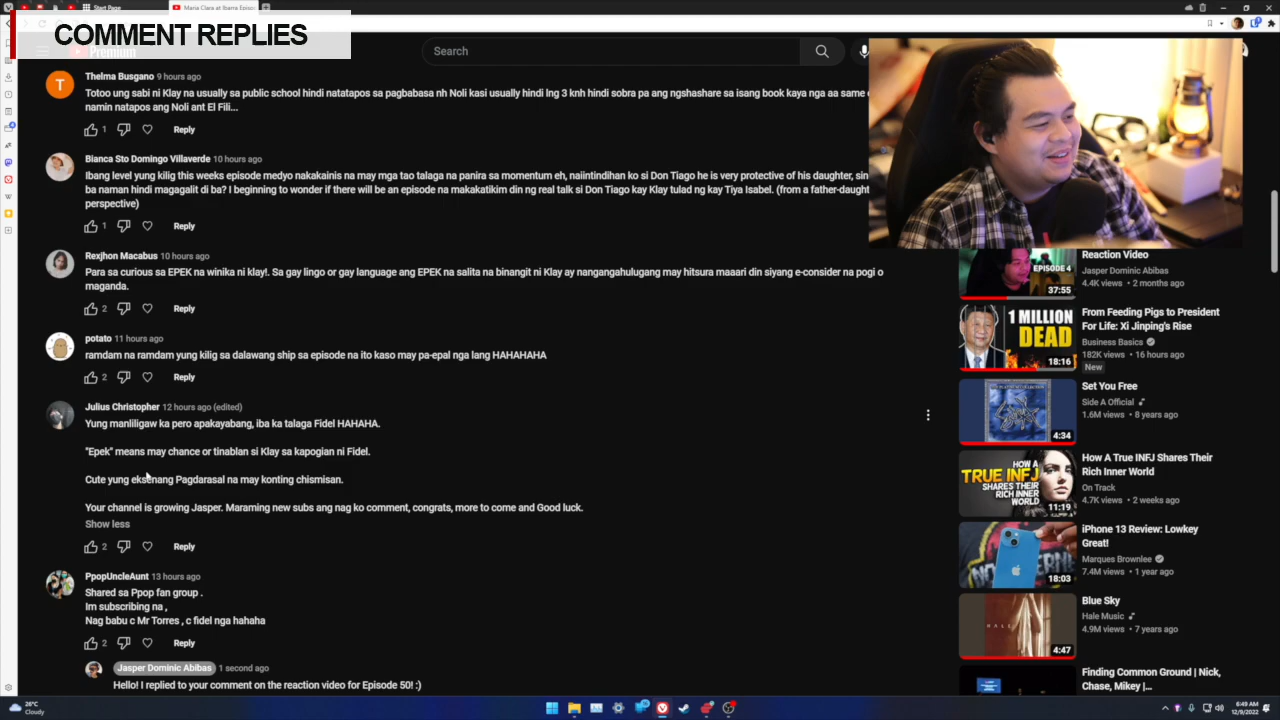 Start Page
Maria Clara at Ibarra Episo
COMMENT REPLIES
Premium
Search
T
Thelma Busgano 9 hours ago
Totoo ung sabi ni Klay na usually sa public school hindi natatapos sa pagbabasa nh Noli kasi usually hindi lng 3 knh hindi sobra pa ang ngshashare sa isang book kaya nga aa same
namin natapos ang Noli ant El Fili...
1
Reply
Bianca Sto Domingo Villaverde 10 hours ago
Ibang level yung kilig this weeks episode medyo nakakainis na may mga tao talaga na panira sa momentum eh, naiintindihan ko si Don Tiago he is very protective of his daughter, sin
ba naman hindi magagalit di ba? I beginning to wonder if there will be an episode na makakatikim din ng real talk si Don Tiago kay Klay tulad ng kay Tiya Isabel. (from a father-daught
perspective)
1
Reply
Rexjhon Macabus 10 hours ago
Para sa curious sa EPEK na winika ni klay!. Sa gay lingo or gay language ang EPEK na salita na binangit ni Klay ay nangangahulugang may hitsura maaari din siyang e-consider na pogi o
maganda.
2
Reply
potato 11 hours ago
ramdam na ramdam yung kilig sa dalawang ship sa episode na ito kaso may pa-epal nga lang HAHAHAHA
2
Reply
Julius Christopher 12 hours ago (edited)
Yung manliligaw ka pero apakayabang, iba ka talaga Fidel HAHAHA.
"Epek" means may chance or tinablan si Klay sa kapogian ni Fidel.
Cute yung eksenang Pagdarasal na may konting chismisan.
Your channel is growing Jasper. Maraming new subs ang nag ko comment, congrats, more to come and Good luck.
Show less
2
Reply
PpopUncleAunt 13 hours ago
Shared sa Ppop fan group .
Im subscribing na ,
Nag babu c Mr Torres , c fidel nga hahaha
2
Reply
Jasper Dominic Abibas 1 second ago
Hello! I replied to your comment on the reaction video for Episode 50! :)
EPISODE 4
37:55
Reaction Video
Jasper Dominic Abibas
4.4K views • 2 months ago
1 MILLION
DEAD
18:16
From Feeding Pigs to President
For Life: Xi Jinping's Rise
Business Basics
182K views • 16 hours ago
New
4:34
Set You Free
Side A Official
1.6M views • 8 years ago
HOW A
TRUE INFJ
SHARES THEIR
RICH INNER
WORLD
11:19
How A True INFJ Shares Their
Rich Inner World
On Track
4.7K views • 2 weeks ago
18:03
iPhone 13 Review: Lowkey
Great!
Marques Brownlee
7.4M views • 1 year ago
HALE
4:47
Blue Sky
Hale Music
4.9M views • 7 years ago
Finding Common Ground | Nick,
Chase, Mikey |...
26°C
Cloudy
6:49 AM
12/9/2022